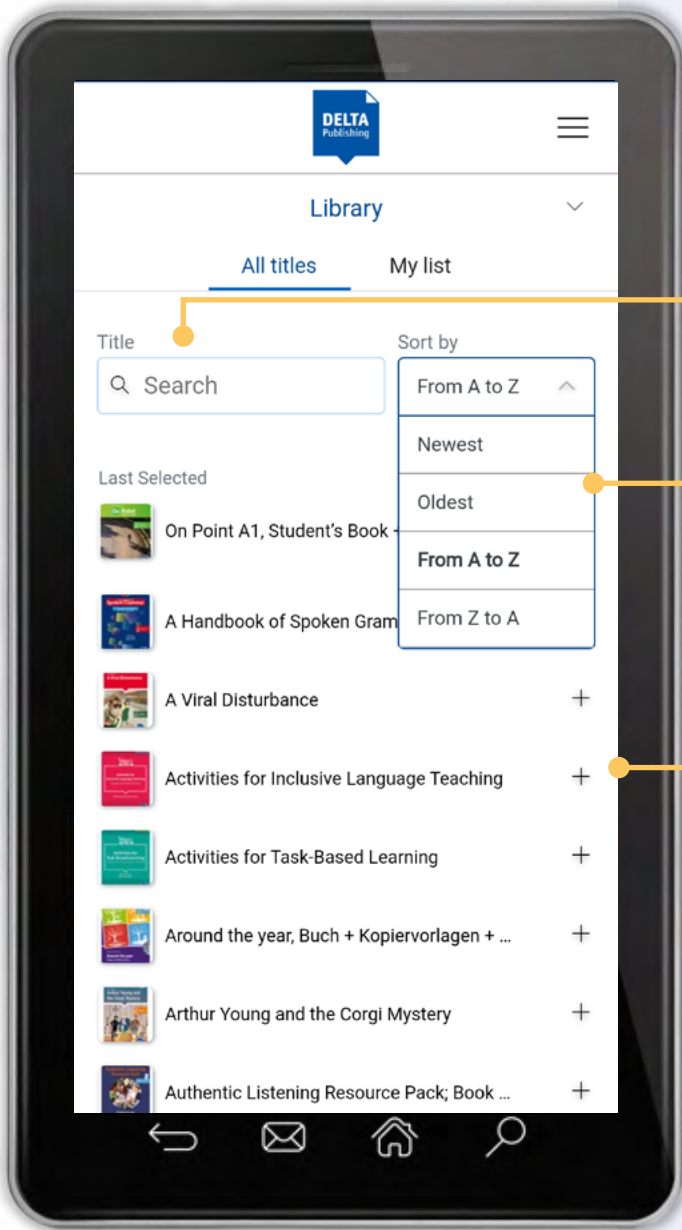 DELTA
Publishing
Library
All titles My list
Title
Sort by
Search
From A to Z
Newest
Oldest
From A to Z
From Z to A
Last Selected
On Point A1, Student's Book
A Handbook of Spoken Gram
A Viral Disturbance
Activities for Inclusive Language Teaching
Activities for Task-Based Learning
Around the year, Buch + Kopiervorlagen + ...
Arthur Young and the Corgi Mystery
Authentic Listening Resource Pack; Book ...